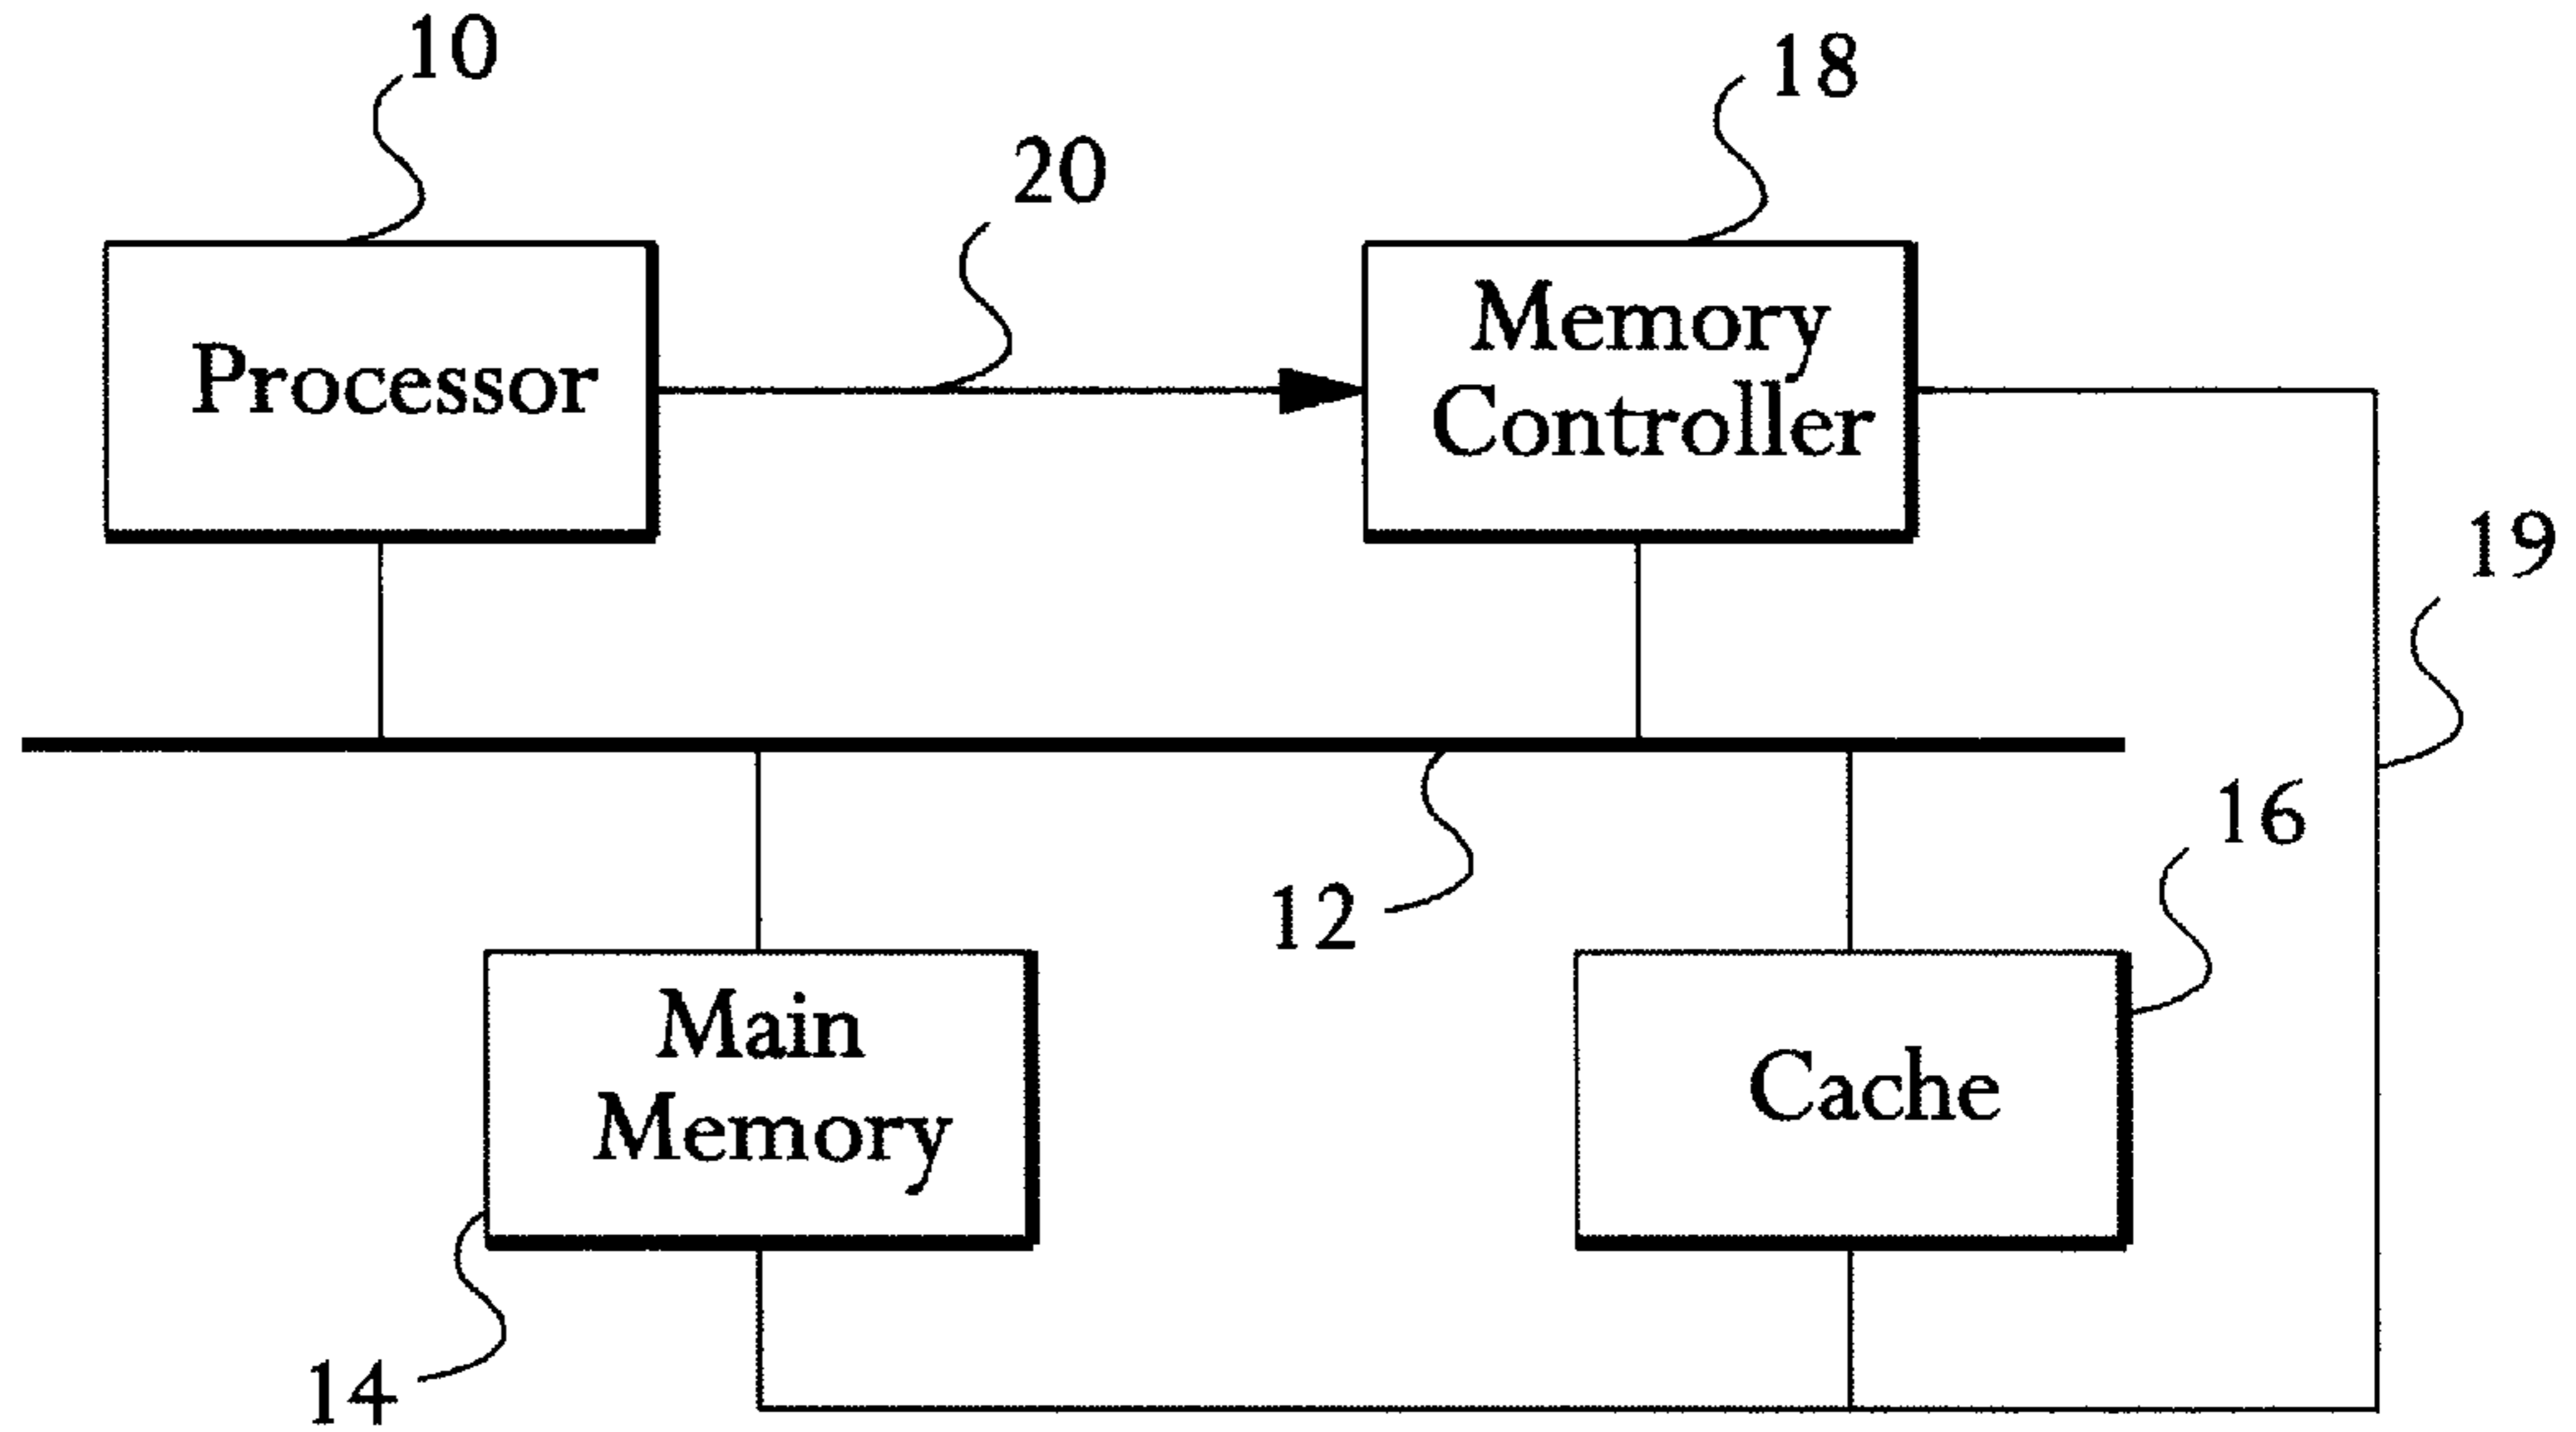 10
18
20
Processor
Memory
Controller
19
16
12
Main
Memory
Cache
14